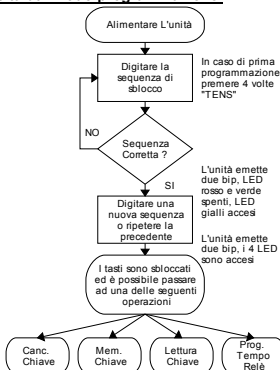 Alimentare L'unità
Digitare la
sequenza di
sblocco
In caso di prima
programmazione
premere 4 volte
"TENS"
NO
Sequenza
Corretta ?
SI
L'unità emette
due bip, LED
rosso e verde
spenti, LED
gialli accesi
Digitare una
nuova sequenza
o ripetere la
precedente
L'unità emette
due bip, i 4 LED
sono accesi
I tasti sono sbloccati
ed è possibile passare
ad una delle seguenti
operazioni
Canc.
Chiave
Mem.
Chiave
Lettura
Chiave
Prog.
Tempo
Relè